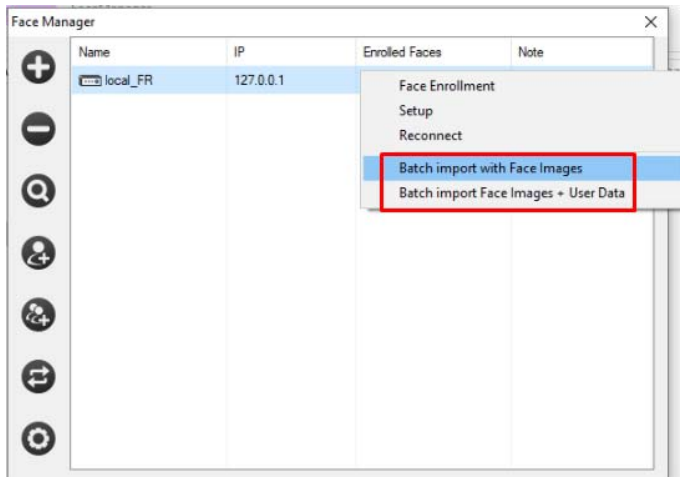 Face Manager
Name IP Enrolled Faces Note
local_FR 127.0.0.1
Face Enrollment
Setup
Reconnect
Batch import with Face Images
Batch import Face Images + User Data